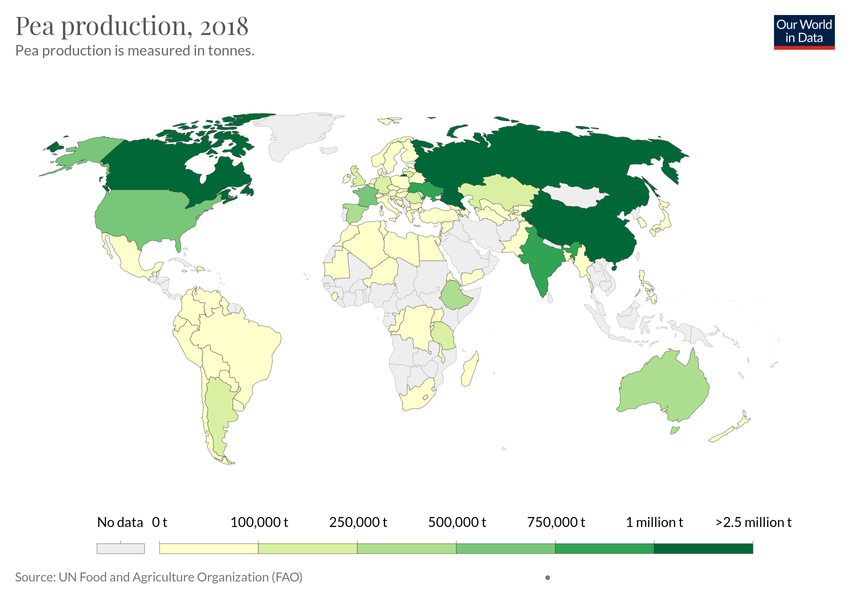 Pea production, 2018
Our World
in Data
Pea production is measured in tonnes.
No data 0 t 100,000 t 250,000 t 500,000 t 750,000 t 1 million t >2.5 million t
Source: UN Food and Agriculture Organization (FAO)